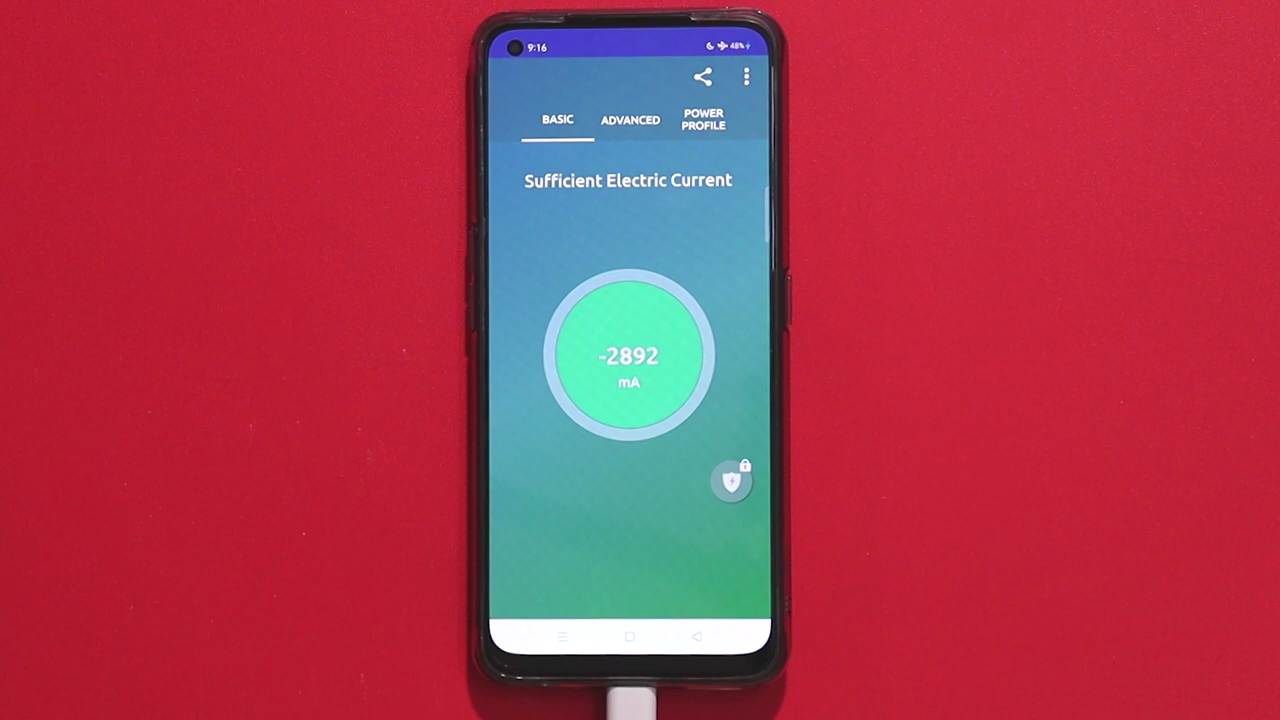 9:16 48%
BASIC ADVANCED POWER PROFILE
Sufficient Electric Current
-2892
mA